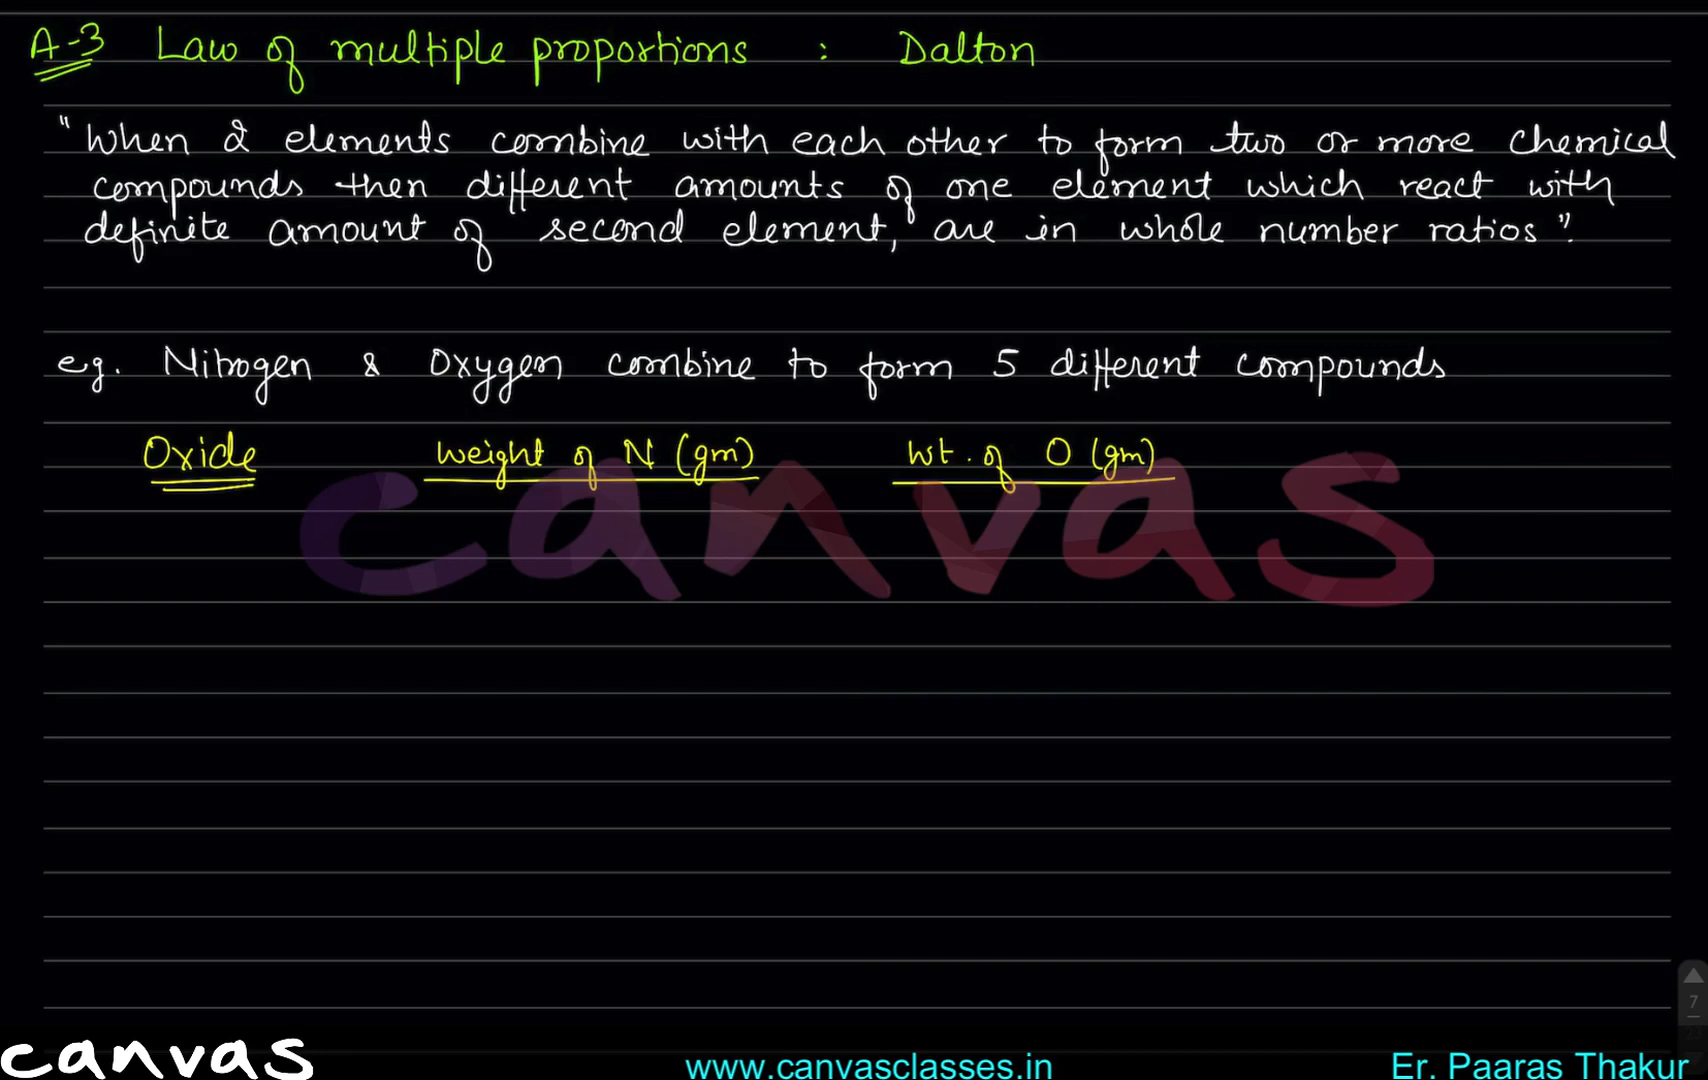 A-3 Law of multiple proportions : Dalton
"When 2 elements combine with each other to form two or more chemical
compounds then different amounts of one element which react with
definite amount of second element, are in whole number ratios".
e.g. Nitrogen & Oxygen combine to form 5 different compounds
Oxide weight of N (gm) wt. of O (gm)
canvas
7
canvas www.canvasclasses.in Er. Paaras Thakur